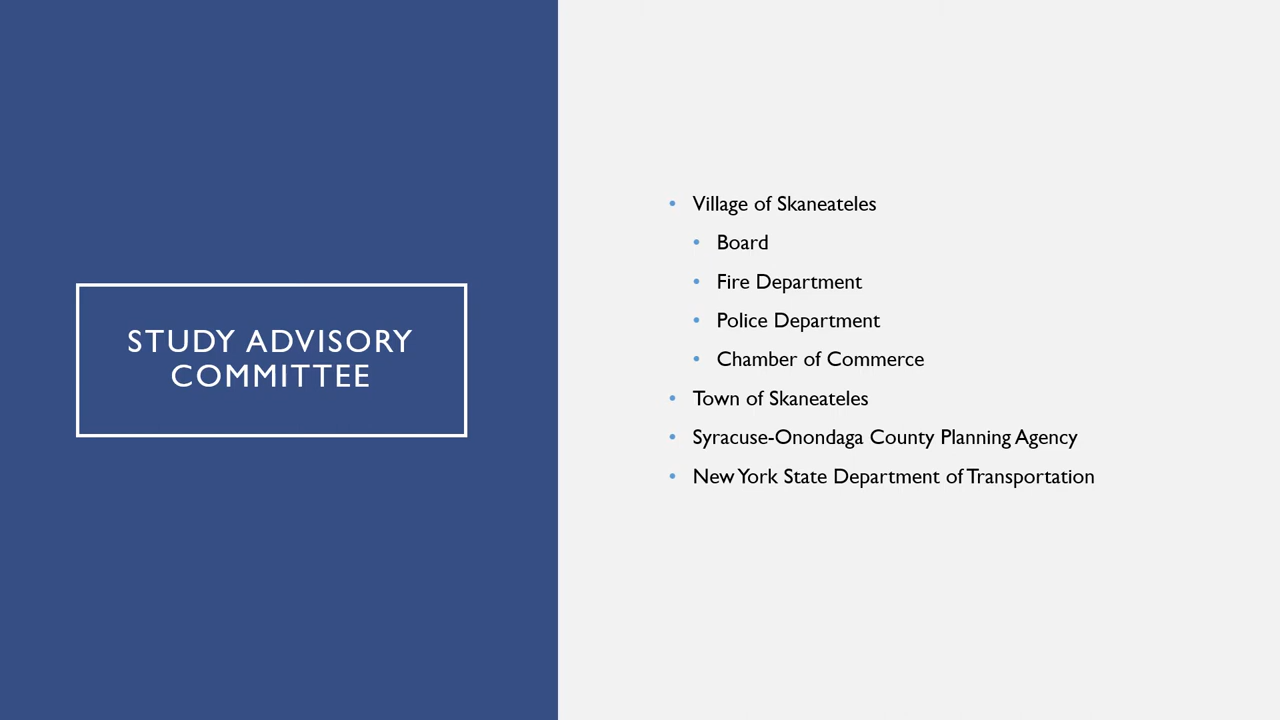 STUDY ADVISORY
COMMITTEE
• Village of Skaneateles
• Board
• Fire Department
• Police Department
• Chamber of Commerce
• Town of Skaneateles
• Syracuse-Onondaga County Planning Agency
• New York State Department of Transportation